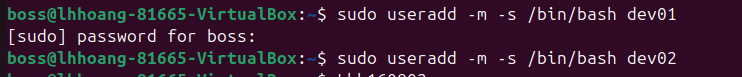 boss@lhhoang-81665-VirtualBox:~$ sudo useradd -m -s /bin/bash dev01
[sudo] password for boss:
boss@lhhoang-81665-VirtualBox:~$ sudo useradd -m -s /bin/bash dev02